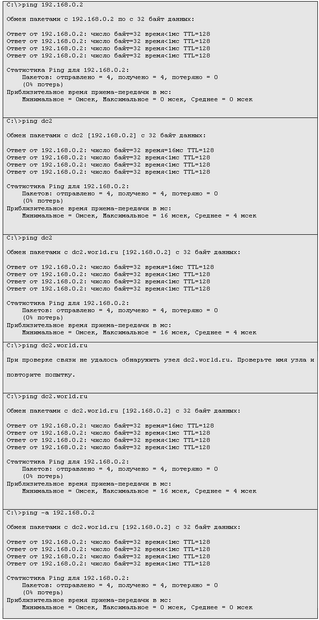 C:\>ping 192.168.0.2
Обмен пакетами с 192.168.0.2 по с 32 байт данных:
Ответ от 192.168.0.2: число байт=32 время<1мс TTL=128
Ответ от 192.168.0.2: число байт=32 время<1мс TTL=128
Ответ от 192.168.0.2: число байт=32 время<1мс TTL=128
Ответ от 192.168.0.2: число байт=32 время<1мс TTL=128
Статистика Ping для 192.168.0.2:
Пакетов: отправлено = 4, получено = 4, потеряно = 0
(0% потерь)
Приблизительное время приема-передачи в мс:
Минимальное = 0мсек, Максимальное = 0 мсек, Среднее = 0 мсек
C:\>ping dc2
Обмен пакетами с dc2 [192.168.0.2] с 32 байт данных:
Ответ от 192.168.0.2: число байт=32 время=16мс TTL=128
Ответ от 192.168.0.2: число байт=32 время<1мс TTL=128
Ответ от 192.168.0.2: число байт=32 время<1мс TTL=128
Ответ от 192.168.0.2: число байт=32 время<1мс TTL=128
Статистика Ping для 192.168.0.2:
Пакетов: отправлено = 4, получено = 4, потеряно = 0
(0% потерь)
Приблизительное время приема-передачи в мс:
Минимальное = 0мсек, Максимальное = 16 мсек, Среднее = 4 мсек
C:\>ping dc2
Обмен пакетами с dc2.world.ru [192.168.0.2] с 32 байт данных:
Ответ от 192.168.0.2: число байт=32 время=16мс TTL=128
Ответ от 192.168.0.2: число байт=32 время<1мс TTL=128
Ответ от 192.168.0.2: число байт=32 время<1мс TTL=128
Ответ от 192.168.0.2: число байт=32 время<1мс TTL=128
Статистика Ping для 192.168.0.2:
Пакетов: отправлено = 4, получено = 4, потеряно = 0
(0% потерь)
Приблизительное время приема-передачи в мс:
Минимальное = 0мсек, Максимальное = 16 мсек, Среднее = 4 мсек
C:\>ping dc2.world.ru
При проверке связи не удалось обнаружить узел dc2.world.ru. Проверьте имя узла и
повторите попытку.
C:\>ping dc2.world.ru
Обмен пакетами с dc2.world.ru [192.168.0.2] с 32 байт данных:
Ответ от 192.168.0.2: число байт=32 время=16мс TTL=128
Ответ от 192.168.0.2: число байт=32 время<1мс TTL=128
Ответ от 192.168.0.2: число байт=32 время<1мс TTL=128
Ответ от 192.168.0.2: число байт=32 время<1мс TTL=128
Статистика Ping для 192.168.0.2:
Пакетов: отправлено = 4, получено = 4, потеряно = 0
(0% потерь)
Приблизительное время приема-передачи в мс:
Минимальное = 0мсек, Максимальное = 16 мсек, Среднее = 4 мсек
C:\>ping -a 192.168.0.2
Обмен пакетами с dc2.world.ru [192.168.0.2] с 32 байт данных:
Ответ от 192.168.0.2: число байт=32 время<1мс TTL=128
Ответ от 192.168.0.2: число байт=32 время<1мс TTL=128
Ответ от 192.168.0.2: число байт=32 время<1мс TTL=128
Ответ от 192.168.0.2: число байт=32 время<1мс TTL=128
Статистика Ping для 192.168.0.2:
Пакетов: отправлено = 4, получено = 4, потеряно = 0
(0% потерь)
Приблизительное время приема-передачи в мс:
Минимальное = 0мсек, Максимальное = 0 мсек, Среднее = 0 мсек